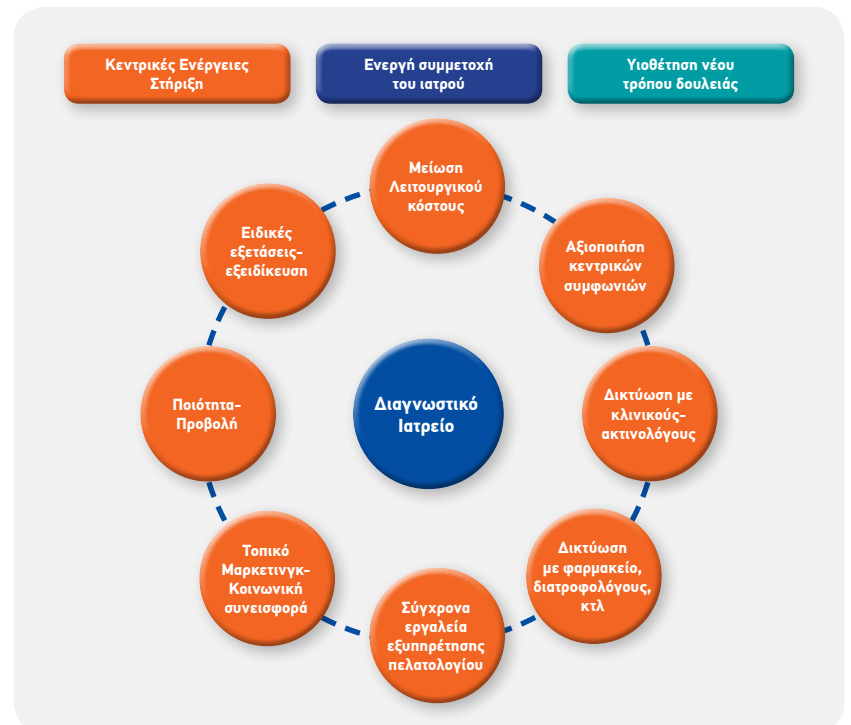 Κεντρικές Ενέργειες
Στήριξη
Ενεργή συμμετοχή
του ιατρού
Υιοθέτηση νέου
τρόπου δουλειάς
Μείωση
Λειτουργικού
κόστους
Αξιοποίηση
κεντρικών
συμφωνιών
Δικτύωση με
κλινικούς-
ακτινολόγους
Δικτύωση
με φαρμακείο,
διατροφολόγους,
κτλ
Σύγχρονα
εργαλεία
εξυπηρέτησης
πελατολογίου
Τοπικό
Μαρκετινγκ-
Κοινωνική
συνεισφορά
Ποιότητα-
Προβολή
Ειδικές
εξετάσεις-
εξειδίκευση
Διαγνωστικό
Ιατρείο